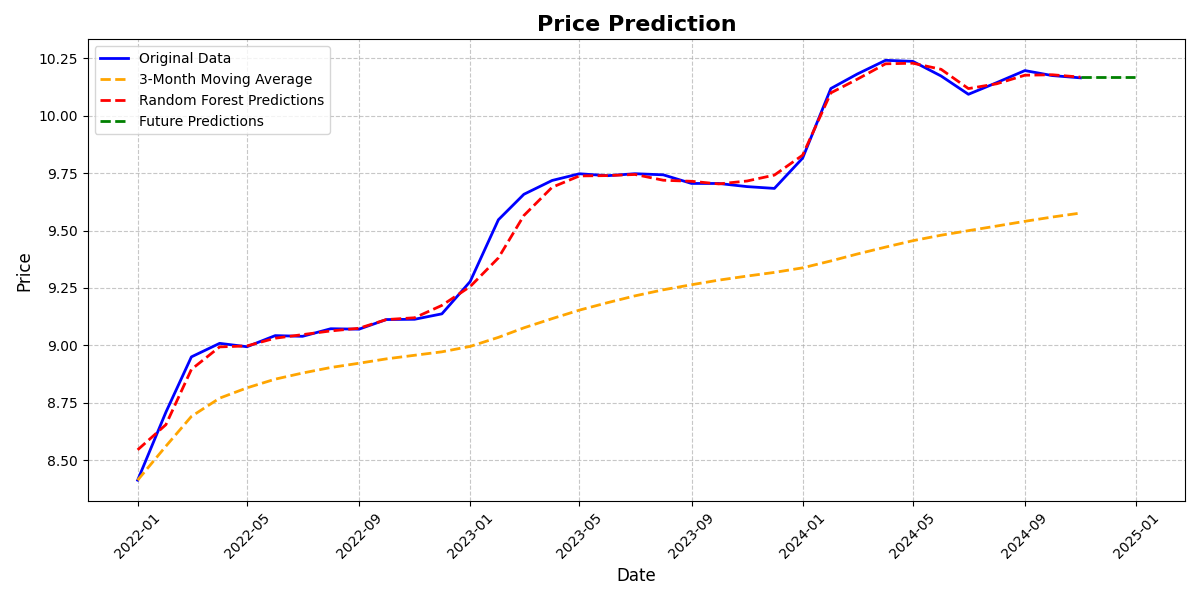 Price Prediction
Original Data
3-Month Moving Average
Random Forest Predictions
Future Predictions
10.25
10.00
9.75
9.50
9.25
9.00
8.75
8.50
Price
2022-01
2022-05
2022-09
2023-01
2023-05
2023-09
2024-01
2024-05
2024-09
2025-01
Date